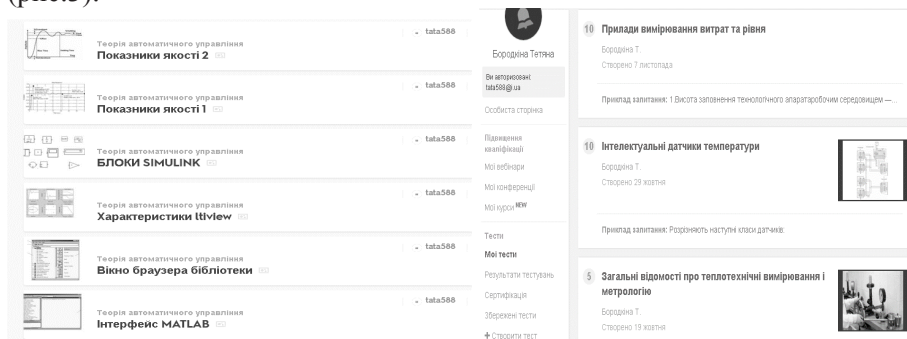 (рис.3).
Теорія автоматичного управління
Показники якості 2
tata588
Теорія автоматичного управління
Показники якості 1
tata588
Теорія автоматичного управління
БЛОКИ SIMULINK
tata588
Теорія автоматичного управління
Характеристики ltiview
tata588
Теорія автоматичного управління
Вікно браузера бібліотеки
tata588
Теорія автоматичного управління
Інтерфейс MATLAB
tata588
Бородкіна Тетяна
Ви авторизовані:
tata588@i.ua
Особиста сторінка
Підвищення
кваліфікації
Мої вебінари
Мої конференції
Мої курси NEW
Тести
Мої тести
Результати тестувань
Сертифікація
Збережені тести
+ Створити тест
10 Прилади вимірювання витрат та рівня
Бородкіна Т.
Створено 7 листопада
Приклад запитання: 1.Висота заповнення технологічного апаратаробочим середовищем —...
10 Інтелектуальні датчики температури
Бородкіна Т.
Створено 29 жовтня
Приклад запитання: Розрізняють наступні класи датчиків:
5 Загальні відомості про теплотехнічні вимірювання і
метрологію
Бородкіна Т.
Створено 19 жовтня